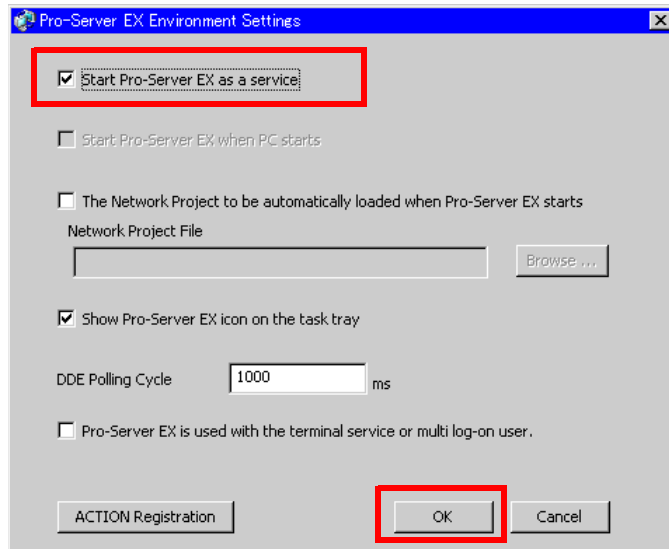 Pro-Server EX Environment Settings
Start Pro-Server EX as a service
Start Pro-Server EX when PC starts
The Network Project to be automatically loaded when Pro-Server EX starts
Network Project File
Browse ...
Show Pro-Server EX icon on the task tray
DDE Polling Cycle 1000 ms
Pro-Server EX is used with the terminal service or multi log-on user.
ACTION Registration OK Cancel